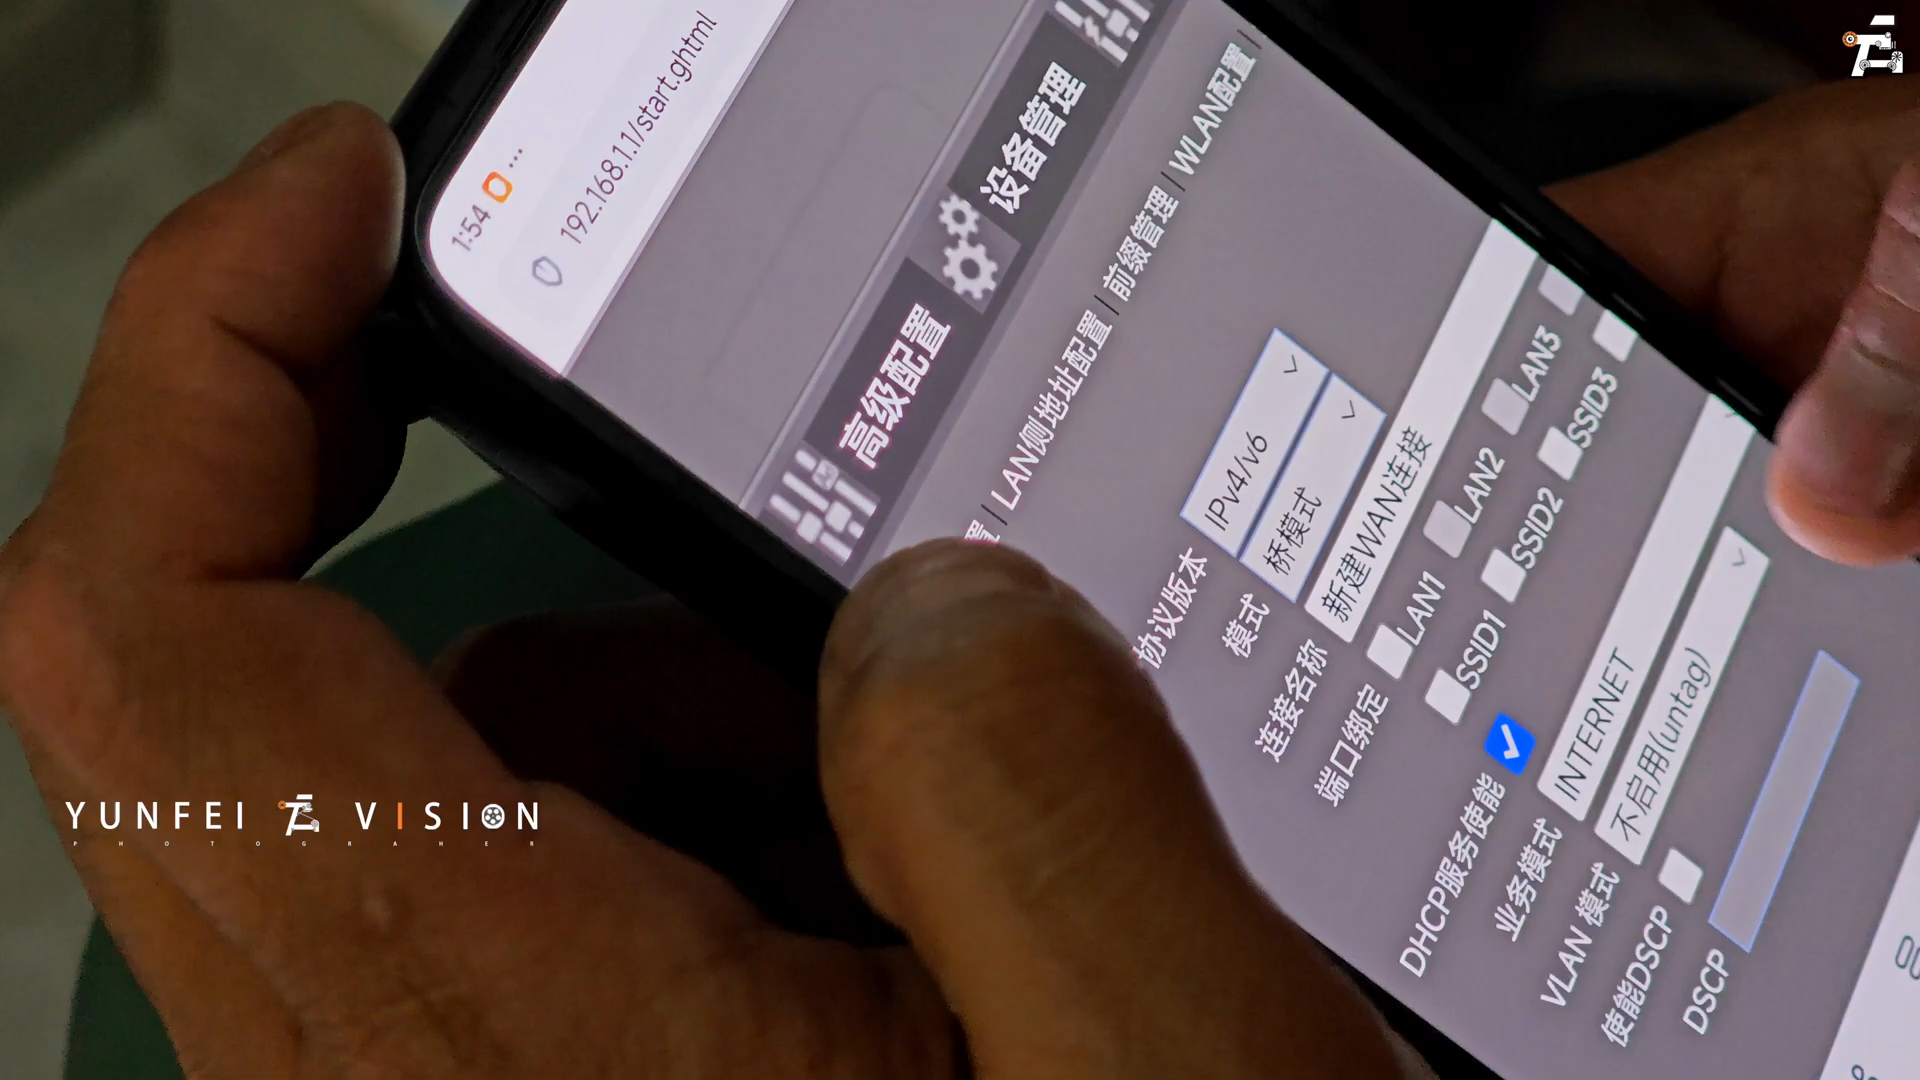 1:54 ...
192.168.1.1/start.ghtml
高级配置 设备管理
置 | LAN侧地址配置 | 前缀管理 | WLAN配置 |
协议版本 IPv4/v6
模式 桥模式
连接名称 新建WAN连接
端口绑定 LAN1 LAN2 LAN3
SSID1 SSID2 SSID3
DHCP服务使能
业务模式 INTERNET
VLAN 模式 不启用(untag)
使能DSCP
DSCP
YUNFEI VISION
PHOTOGRAHER